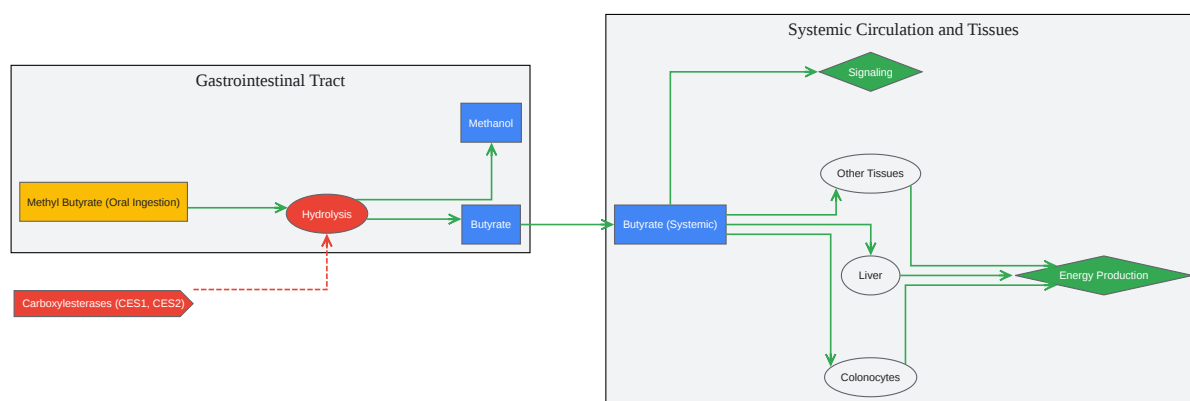 Systemic Circulation and Tissues
Gastrointestinal Tract
Signaling
Methanol
Other Tissues
Methyl Butyrate (Oral Ingestion)
Hydrolysis
Butyrate
Butyrate (Systemic)
Liver
Energy Production
Carboxylesterases (CES1, CES2)
Colonocytes